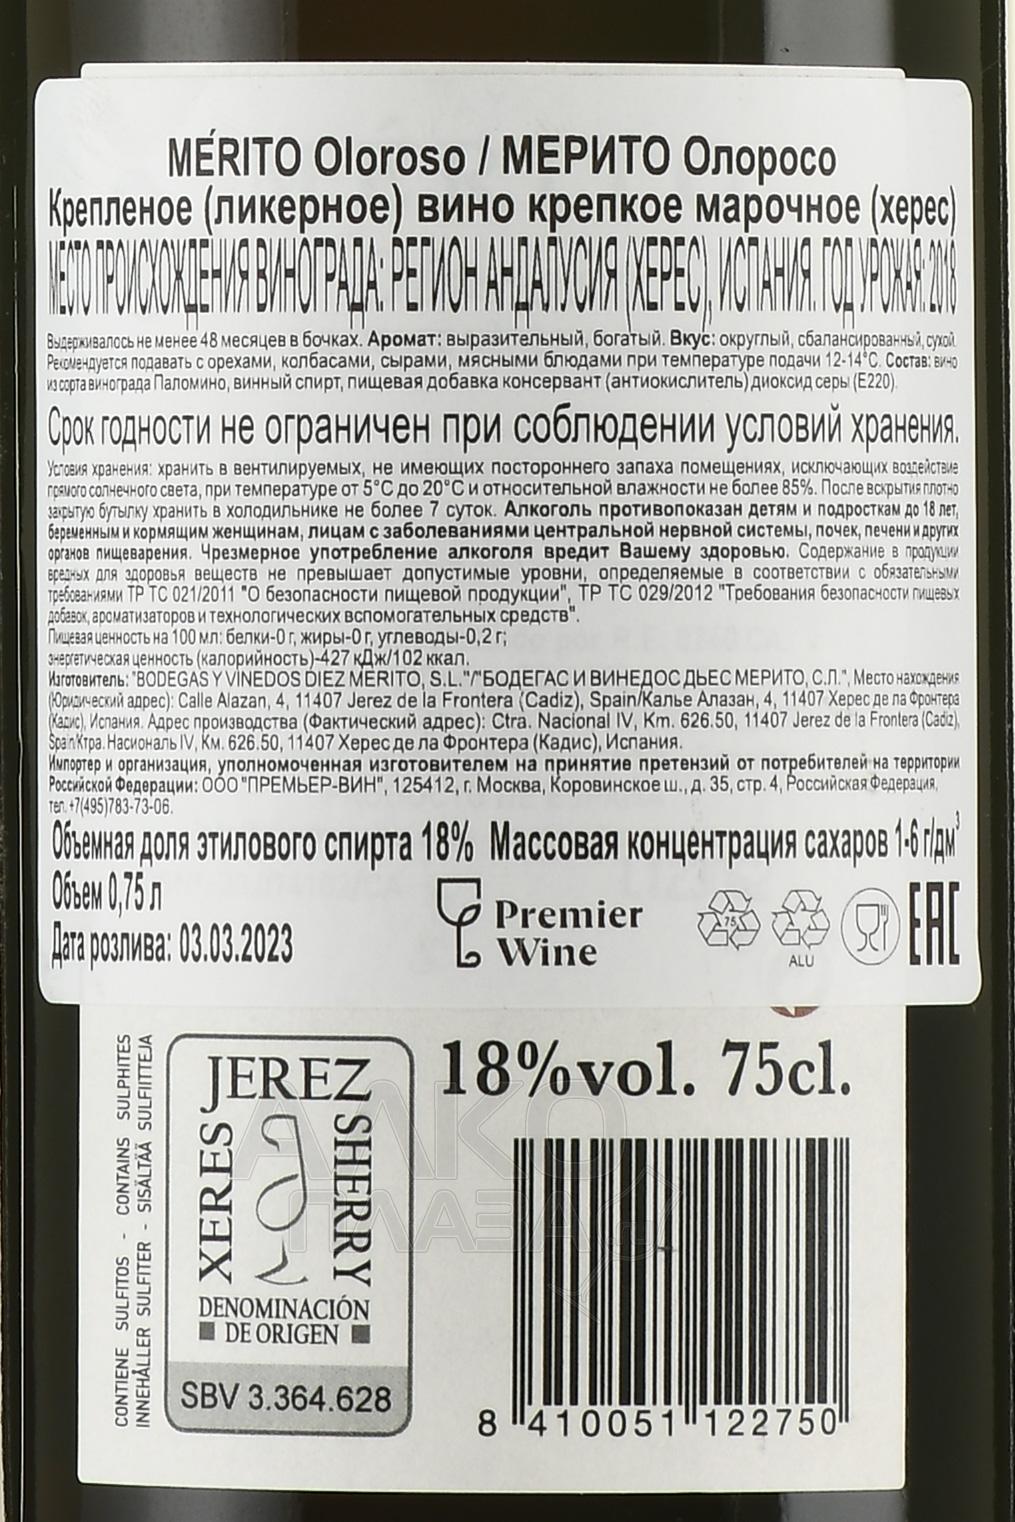 MÉRITO Oloroso / МЕРИТО Олоросо
Крепленое (ликерное) вино крепкое марочное (херес)
МЕСТО ПРОИСХОЖДЕНИЯ ВИНОГРАДА: РЕГИОН АНДАЛУСИЯ (ХЕРЕС), ИСПАНИЯ. ГОД УРОЖАЯ: 2018
Выдерживалось не менее 48 месяцев в бочках. Аромат: выразительный, богатый. Вкус: округлый, сбалансированный, сухой.
Рекомендуется подавать с орехами, колбасами, сырами, мясными блюдами при температуре подачи 12-14°С. Состав: вино
из сорта винограда Паломино, винный спирт, пищевая добавка консервант (антиокислитель) диоксид серы (Е220).
Срок годности не ограничен при соблюдении условий хранения.
Условия хранения: хранить в вентилируемых, не имеющих постороннего запаха помещениях, исключающих воздействие
прямого солнечного света, при температуре от 5°С до 20°С и относительной влажности не более 85%. После вскрытия плотно
закрытую бутылку хранить в холодильнике не более 7 суток. Алкоголь противопоказан детям и подросткам до 18 лет,
беременным и кормящим женщинам, лицам с заболеваниями центральной нервной системы, почек, печени и других
органов пищеварения. Чрезмерное употребление алкоголя вредит Вашему здоровью. Содержание в продукции
вредных для здоровья веществ не превышает допустимые уровни, определяемые в соответствии с обязательными
требованиями ТР ТС 021/2011 "О безопасности пищевой продукции", ТР ТС 029/2012 "Требования безопасности пищевых
добавок, ароматизаторов и технологических вспомогательных средств".
Пищевая ценность на 100 мл: белки-0 г, жиры-0 г, углеводы-0,2 г;
энергетическая ценность (калорийность)-427 кДж/102 ккал.
Изготовитель: "BODEGAS Y VINEDOS DIEZ MERITO, S.L."/"БОДЕГАС И ВИНЕДОС ДЬЕС МЕРИТО, С.Л.", Место нахождения
(Юридический адрес): Calle Alazan, 4, 11407 Jerez de la Frontera (Cadiz), Spain/Калье Алазан, 4, 11407 Херес де ла Фронтера
(Кадис), Испания. Адрес производства (Фактический адрес): Ctra. Nacional IV, Km. 626.50, 11407 Jerez de la Frontera (Cadiz),
Spain/Ктра. Насиональ IV, Км. 626.50, 11407 Херес де ла Фронтера (Кадис), Испания.
Импортер и организация, уполномоченная изготовителем на принятие претензий от потребителей на территории
Российской Федерации: ООО "ПРЕМЬЕР-ВИН", 125412, г. Москва, Коровинское ш., д. 35, стр. 4, Российская Федерация,
тел. +7(495)783-73-06.
Объемная доля этилового спирта 18% Массовая концентрация сахаров 1-6 г/дм³
Объем 0,75 л
Дата розлива: 03.03.2023
Premier
Wine
75
ALU
EAC
18%vol. 75cl.
CONTIENE SULFITOS - CONTAINS SULPHITES
INNEHÅLLER SULFITER - SISÄLTÄÄ SULFIITTEJA
JEREZ
XERES
SHERRY
DENOMINACIÓN
DE ORIGEN
SBV 3.364.628
АЛКО
ПЛАЗА
8 410051 122750